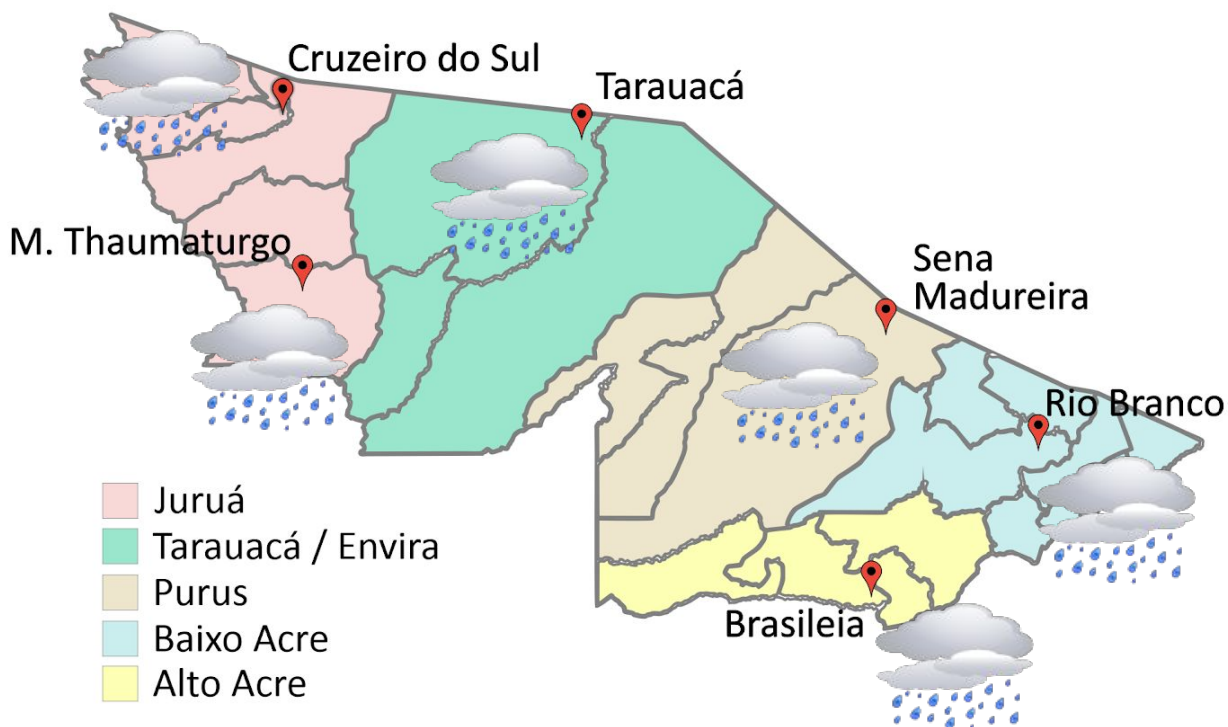 Cruzeiro do Sul
Tarauacá
M. Thaumaturgo
Sena
Madureira
Rio Branco
Brasileia
Juruá
Tarauacá / Envira
Purus
Baixo Acre
Alto Acre